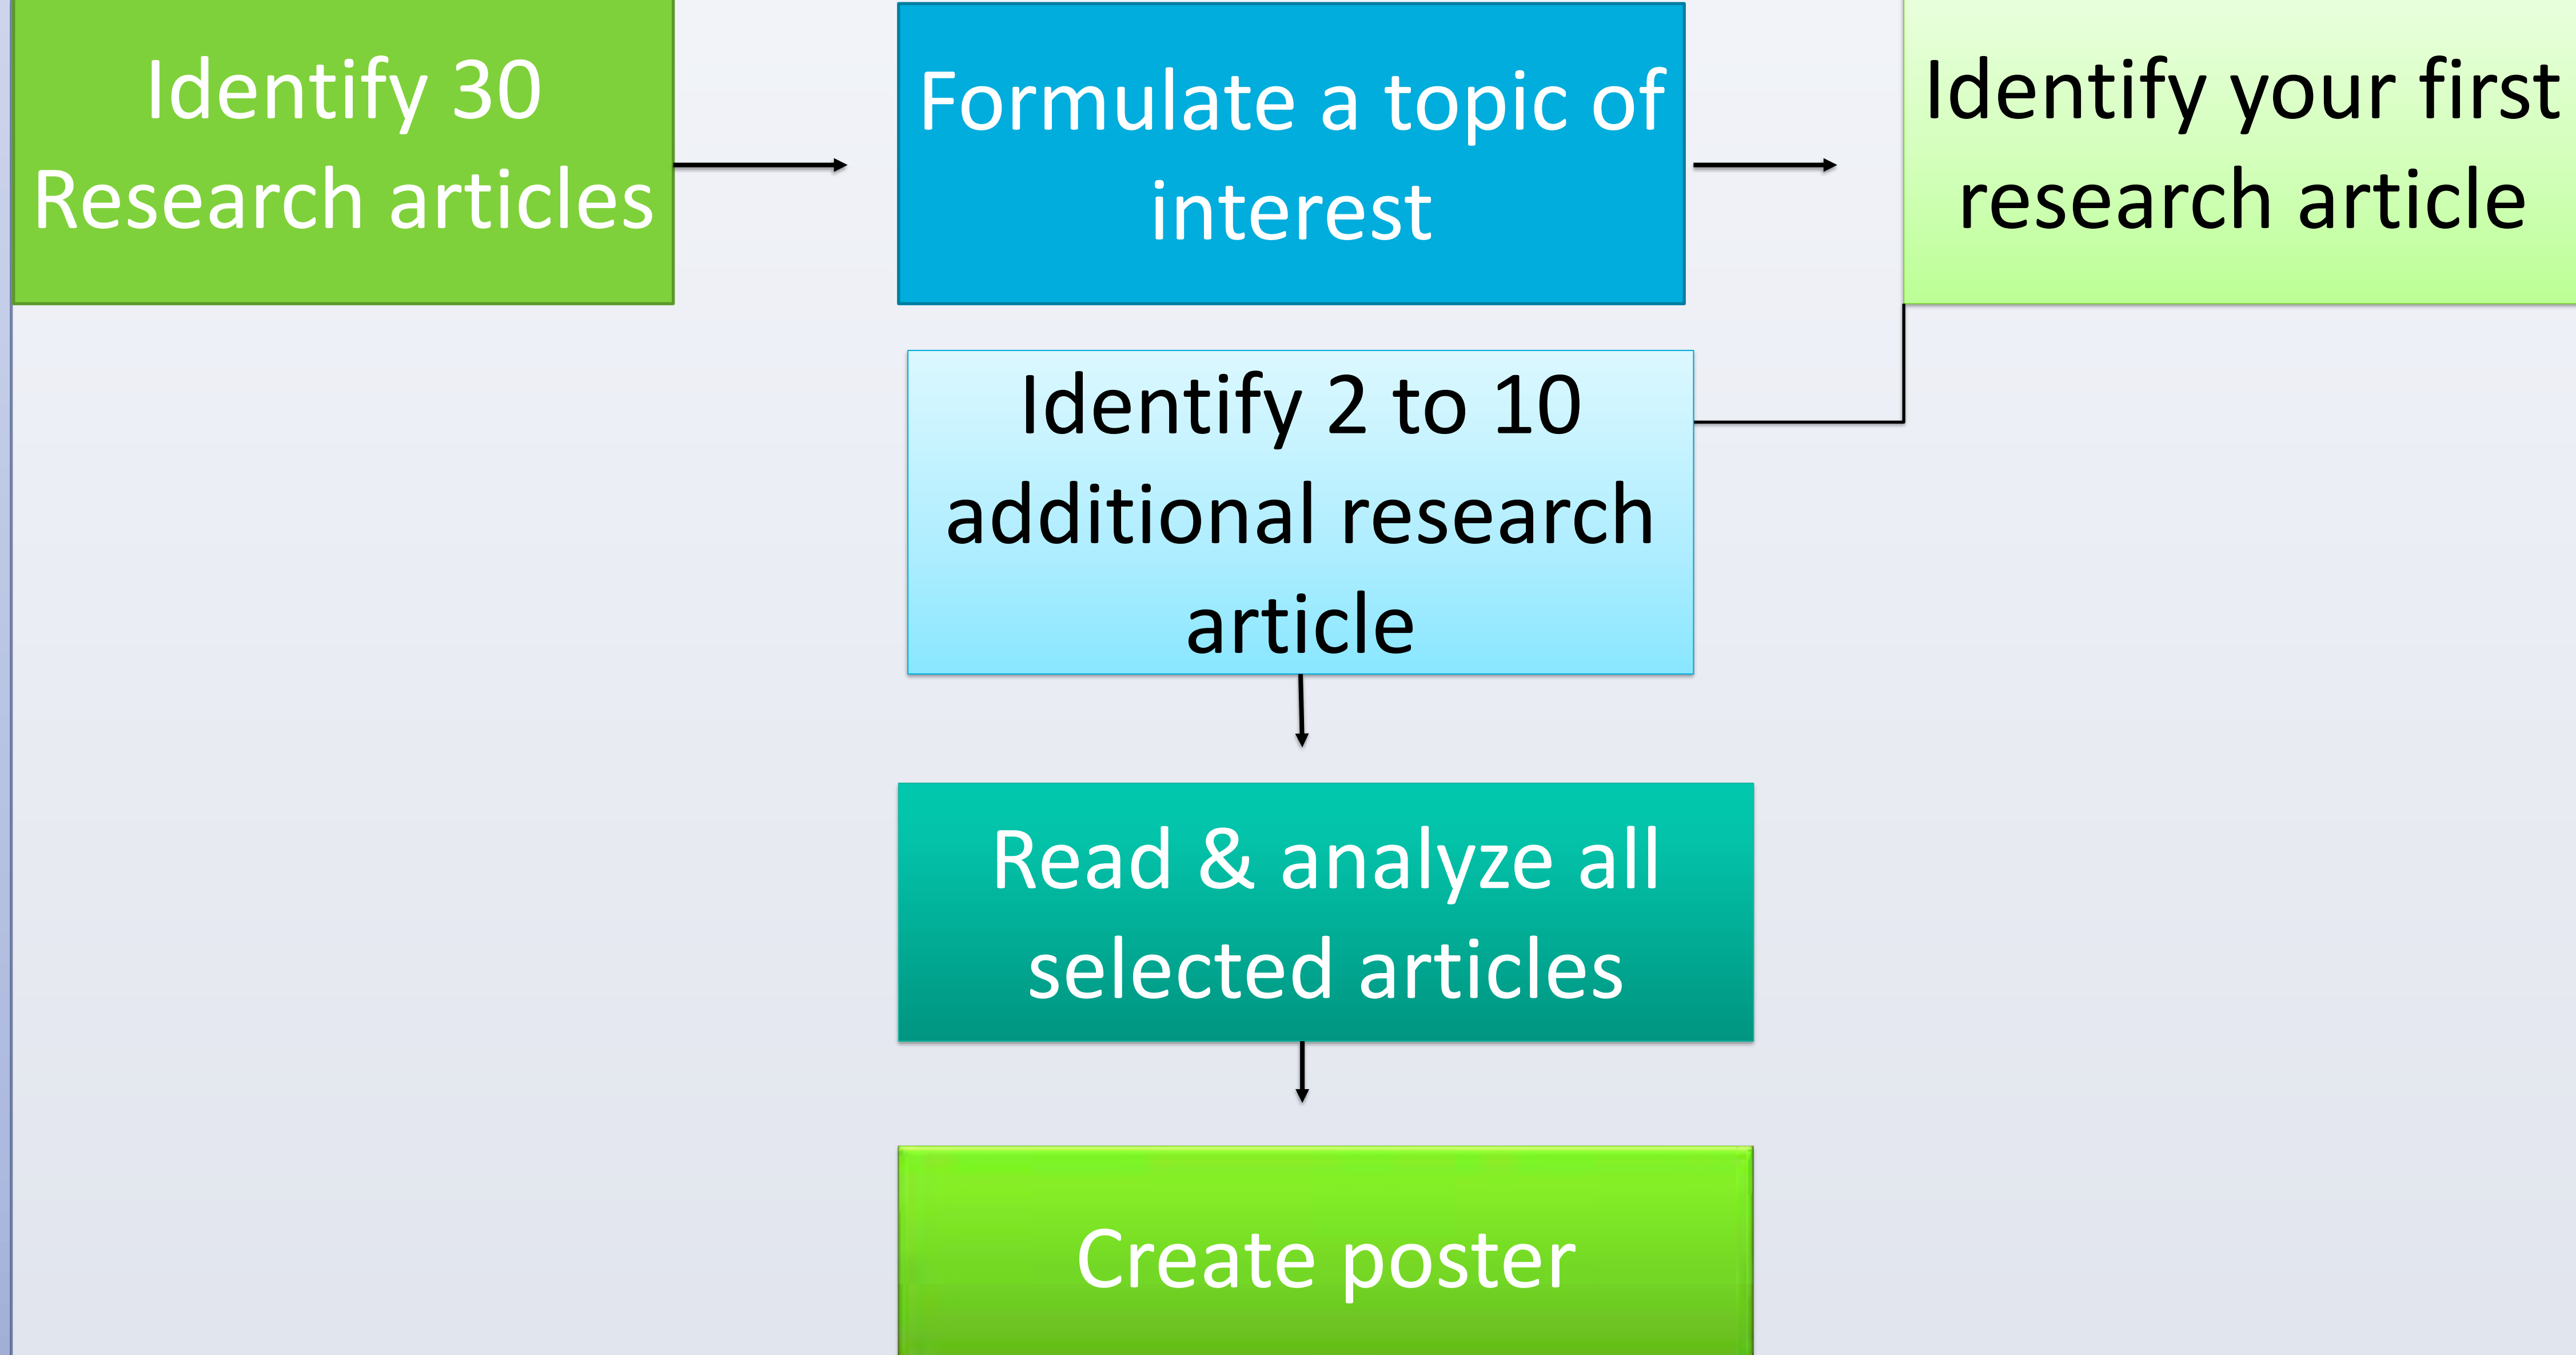 Identify 30
Research articles
Formulate a topic of
interest
Identify your first
research article
Identify 2 to 10
additional research
article
Read & analyze all
selected articles
Create poster